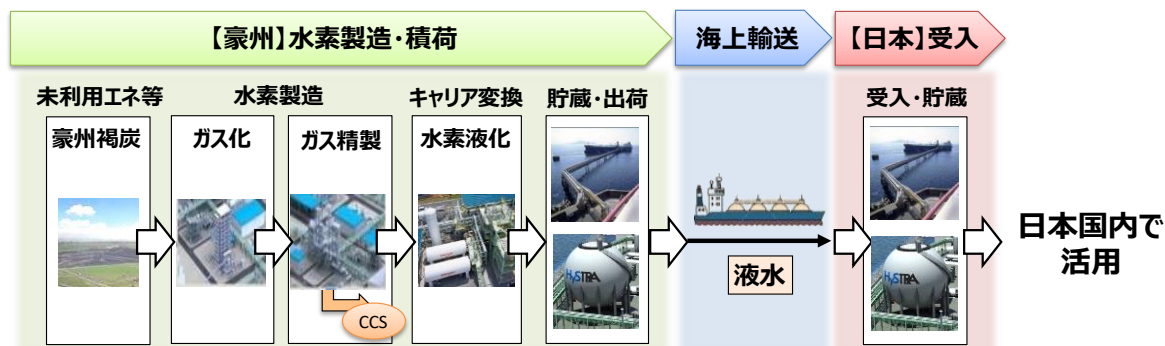 【豪州】水素製造・積荷
海上輸送
【日本】受入
未利用エネ等
水素製造
キャリア変換
貯蔵・出荷
受入・貯蔵
豪州褐炭
ガス化
ガス精製
水素液化
HySTRA
HySTRA
液水
CCS
日本国内で
活用